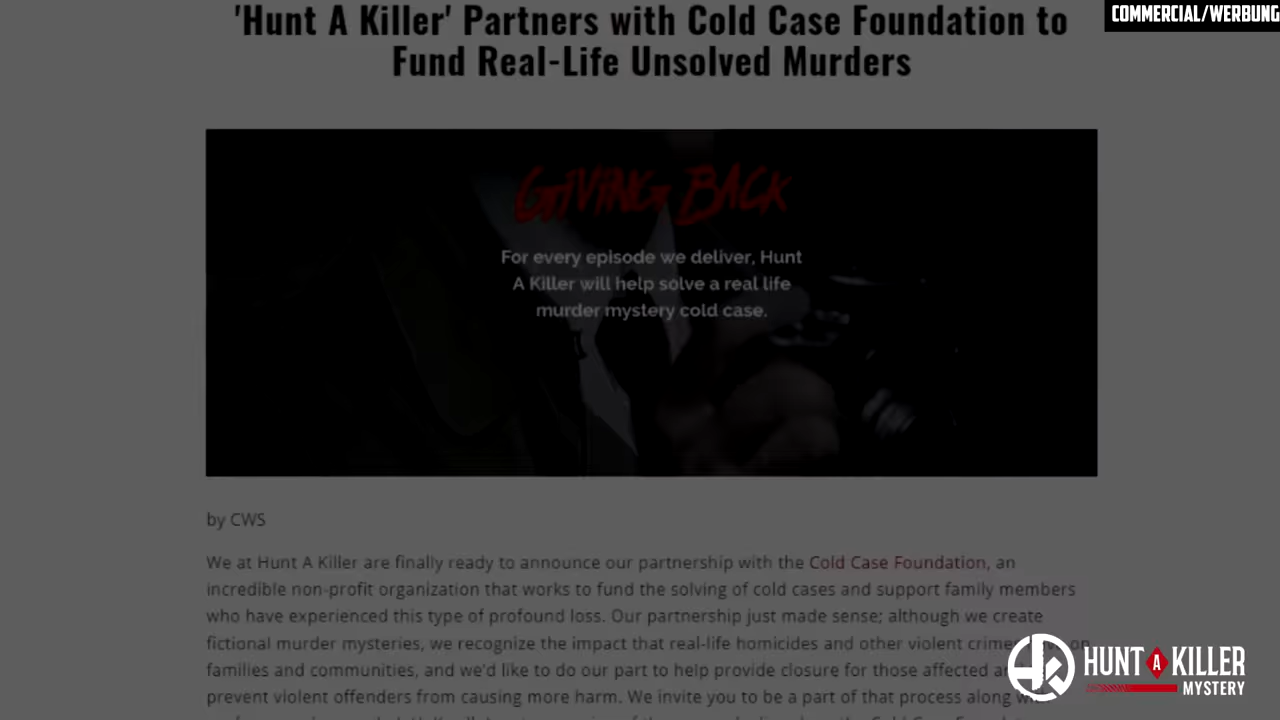 COMMERCIAL/WERBUNG
'Hunt A Killer' Partners with Cold Case Foundation to
Fund Real-Life Unsolved Murders
GIVING BACK
For every episode we deliver, Hunt
A Killer will help solve a real life
murder mystery cold case.
by CWS
We at Hunt A Killer are finally ready to announce our partnership with the Cold Case Foundation, an
incredible non-profit organization that works to fund the solving of cold cases and support family members
who have experienced this type of profound loss. Our partnership just made sense; although we create
fictional murder mysteries, we recognize the impact that real-life homicides and other violent crimes
families and communities, and we'd like to do our part to help provide closure for those affected
prevent violent offenders from causing more harm. We invite you to be a part of that process along
HUNT A KILLER
MYSTERY